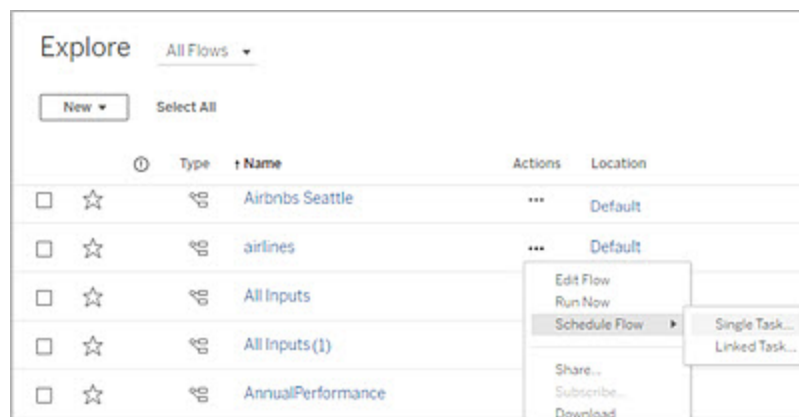 Explore All Flows
New Select All
Type ↑ Name Actions Location
Airbnbs Seattle ... Default
airlines ... Default
All Inputs
All Inputs (1)
AnnualPerformance
Edit Flow
Run Now
Schedule Flow
Single Task...
Linked Task...
Share...
Subscribe...
Download